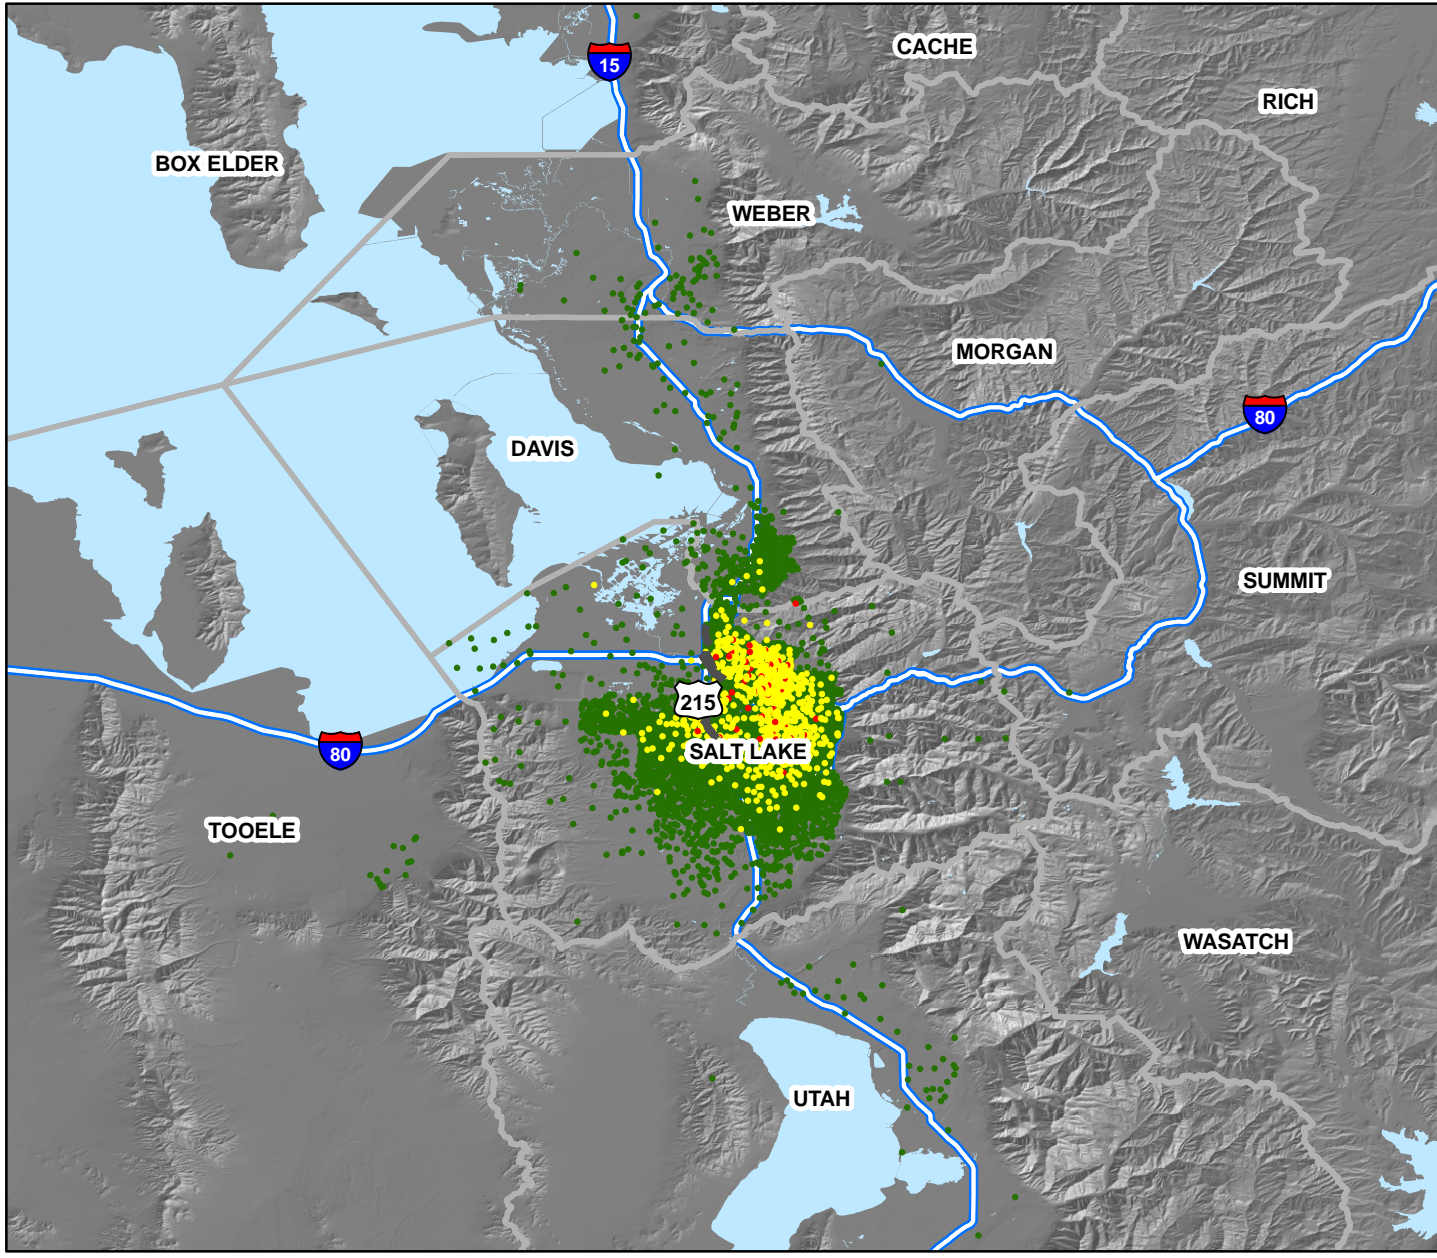 CACHE
15
RICH
BOX ELDER
WEBER
MORGAN
80
DAVIS
SUMMIT
215
SALT LAKE
80
TOOELE
WASATCH
UTAH